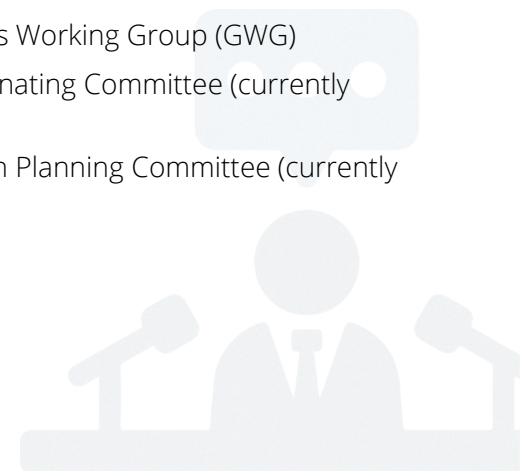 s Working Group (GWG)
nating Committee (currently
n Planning Committee (currently